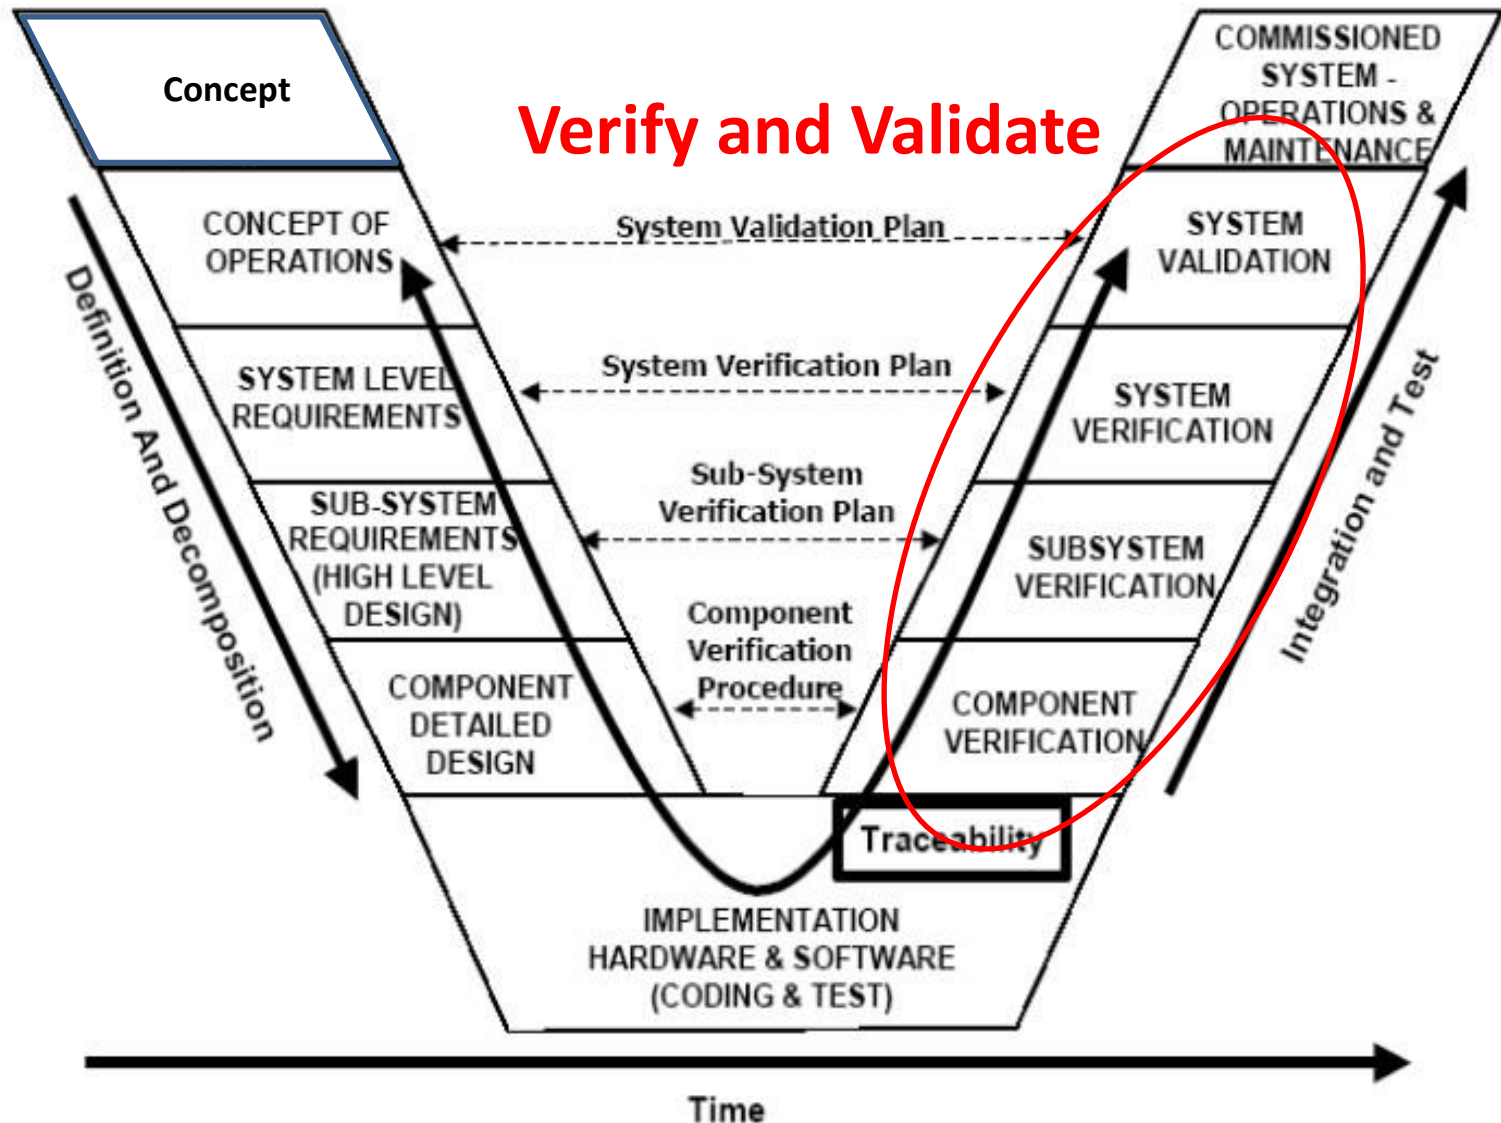 Concept
Verify and Validate
COMMISSIONED
SYSTEM -
OPERATIONS &
MAINTENANCE
CONCEPT OF
OPERATIONS
System Validation Plan
SYSTEM
VALIDATION
Definition And Decomposition
SYSTEM LEVEL
REQUIREMENTS
System Verification Plan
SYSTEM
VERIFICATION
Integration and Test
SUB-SYSTEM
REQUIREMENTS
(HIGH LEVEL
DESIGN)
Sub-System
Verification Plan
SUBSYSTEM
VERIFICATION
COMPONENT
DETAILED
DESIGN
Component
Verification
Procedure
COMPONENT
VERIFICATION
Traceability
IMPLEMENTATION
HARDWARE & SOFTWARE
(CODING & TEST)
Time